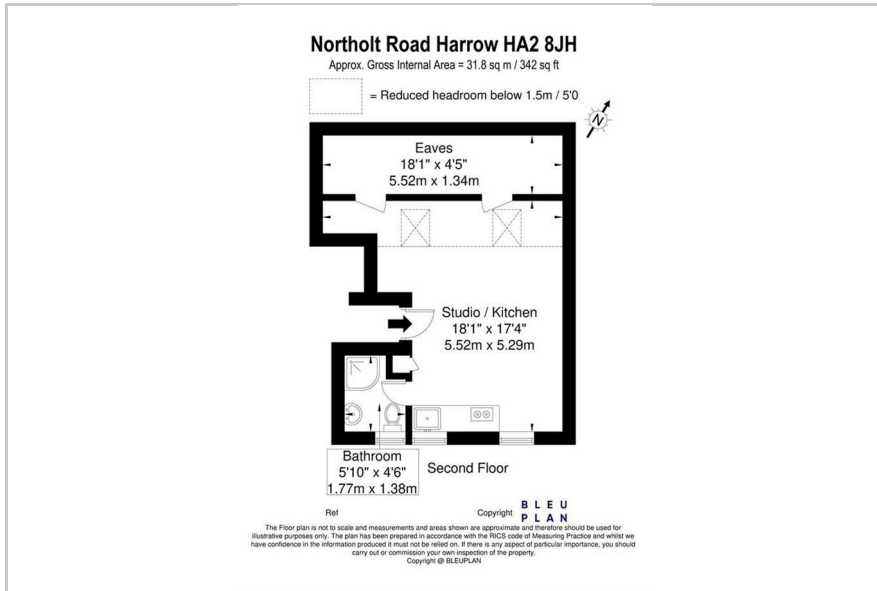 Northolt Road Harrow HA2 8JH
Approx. Gross Internal Area = 31.8 sq m / 342 sq ft
= Reduced headroom below 1.5m / 5'0
N
Eaves
18'1" x 4'5"
5.52m x 1.34m
Studio / Kitchen
18'1" x 17'4"
5.52m x 5.29m
Bathroom
5'10" x 4'6"
1.77m x 1.38m
Second Floor
Ref
Copyright
BLEU
PLAN
The Floor plan is not to scale and measurements and areas shown are approximate and therefore should be used for
illustrative purposes only. The plan has been prepared in accordance with the RICS code of Measuring Practice and whilst we
have confidence in the information produced it must not be relied on. If there is any aspect of particular importance, you should
carry out or commission your own inspection of the property.
Copyright @ BLEUPLAN